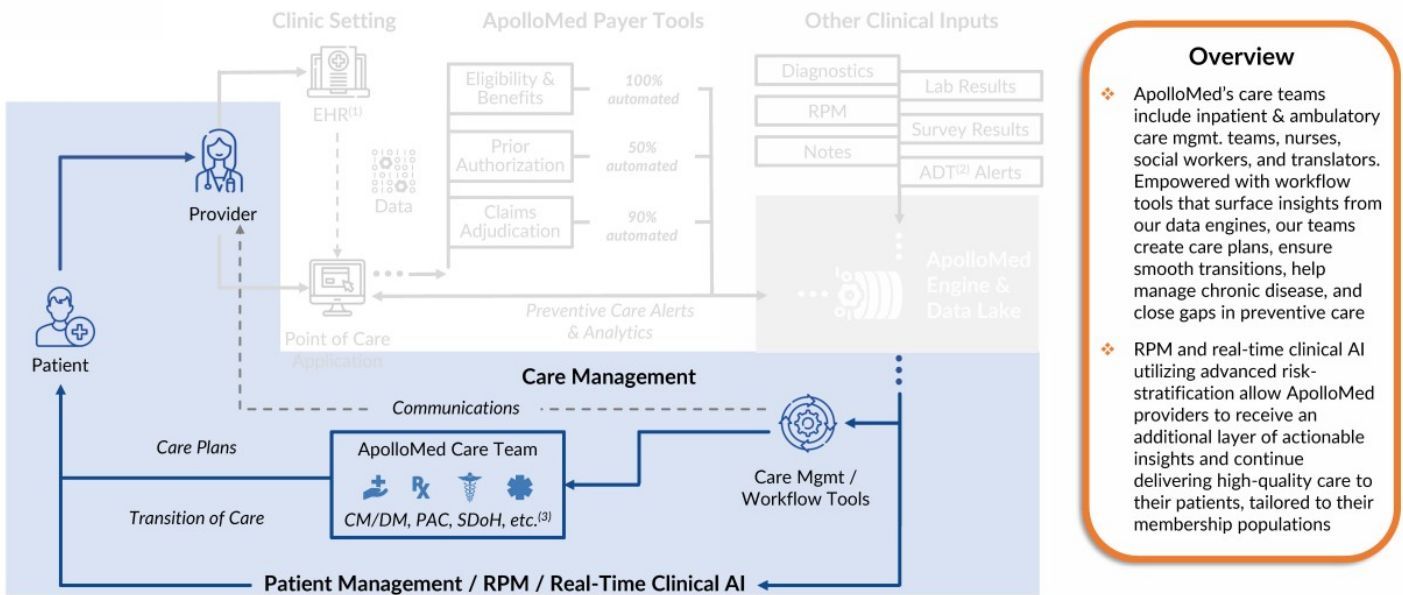 Clinic Setting
ApolloMed Payer Tools
Other Clinical Inputs
EHR(1)
Data
Eligibility &
Benefits
100%
automated
Prior
Authorization
50%
automated
Claims
Adjudication
90%
automated
Diagnostics
Lab Results
RPM
Survey Results
Notes
ADT(2) Alerts
Provider
Patient
Point of Care
Application
Preventive Care Alerts
& Analytics
ApolloMed
Engine &
Data Lake
Care Management
Communications
Care Plans
Transition of Care
ApolloMed Care Team
Rx
CM/DM, PAC, SDoH, etc.(3)
Care Mgmt /
Workflow Tools
Patient Management / RPM / Real-Time Clinical AI
Overview
❖ ApolloMed's care teams
include inpatient & ambulatory
care mgmt. teams, nurses,
social workers, and translators.
Empowered with workflow
tools that surface insights from
our data engines, our teams
create care plans, ensure
smooth transitions, help
manage chronic disease, and
close gaps in preventive care
❖ RPM and real-time clinical AI
utilizing advanced risk-
stratification allow ApolloMed
providers to receive an
additional layer of actionable
insights and continue
delivering high-quality care to
their patients, tailored to their
membership populations